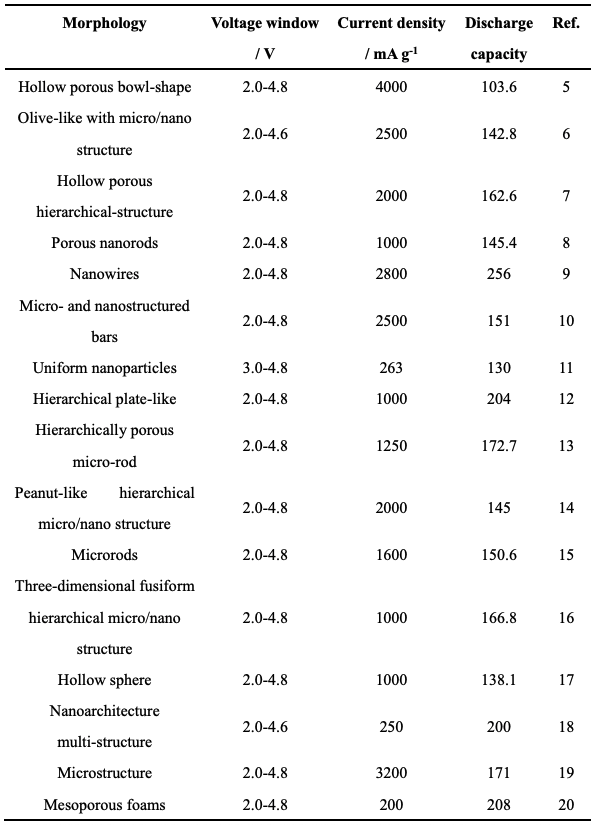 Morphology Voltage window Current density Discharge Ref.
/ V / mA g-1 capacity
Hollow porous bowl-shape 2.0-4.8 4000 103.6 5
Olive-like with micro/nano
structure 2.0-4.6 2500 142.8 6
Hollow porous
hierarchical-structure 2.0-4.8 2000 162.6 7
Porous nanorods 2.0-4.8 1000 145.4 8
Nanowires 2.0-4.8 2800 256 9
Micro- and nanostructured
bars 2.0-4.8 2500 151 10
Uniform nanoparticles 3.0-4.8 263 130 11
Hierarchical plate-like 2.0-4.8 1000 204 12
Hierarchically porous
micro-rod 2.0-4.8 1250 172.7 13
Peanut-like hierarchical
micro/nano structure 2.0-4.8 2000 145 14
Microrods 2.0-4.8 1600 150.6 15
Three-dimensional fusiform
hierarchical micro/nano 2.0-4.8 1000 166.8 16
structure
Hollow sphere 2.0-4.8 1000 138.1 17
Nanoarchitecture
multi-structure 2.0-4.6 250 200 18
Microstructure 2.0-4.8 3200 171 19
Mesoporous foams 2.0-4.8 200 208 20